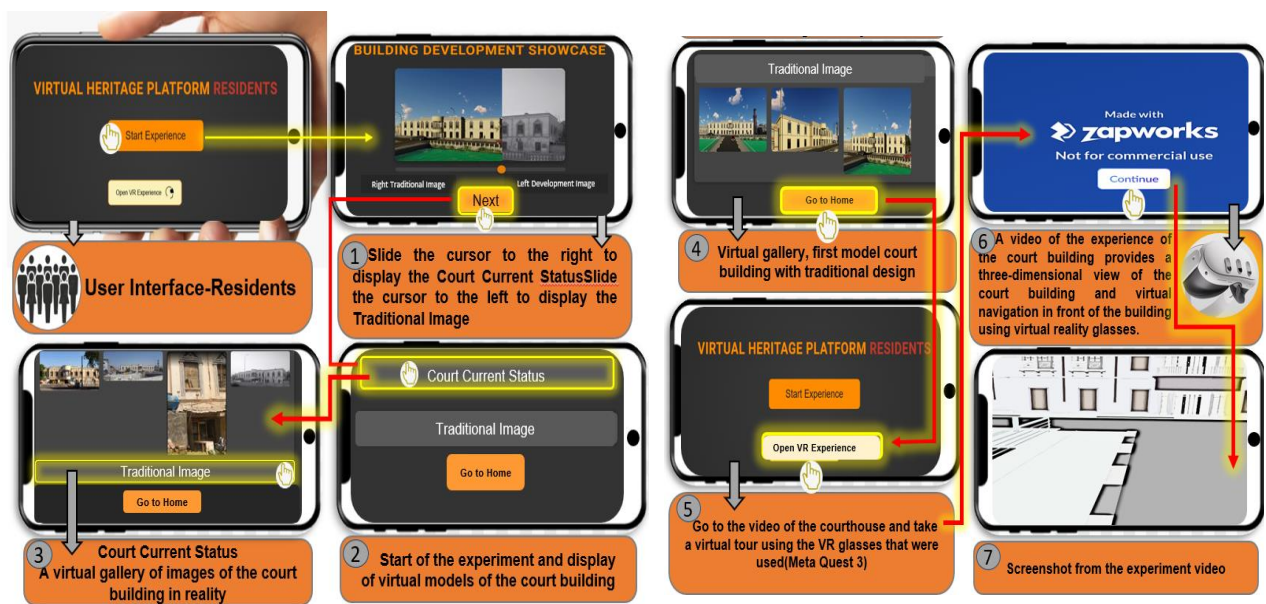 VIRTUAL HERITAGE PLATFORM RESIDENTS
Start Experience
Open VR Experience
User Interface-Residents
BUILDING DEVELOPMENT SHOWCASE
Right Traditional Image
Left Development Image
Next
1
Slide the cursor to the right to
display the Court Current StatusSlide
the cursor to the left to display the
Traditional Image
Court Current Status
Traditional Image
Go to Home
2
Start of the experiment and display
of virtual models of the court building
Traditional Image
Go to Home
3
Court Current Status
A virtual gallery of images of the court
building in reality
Traditional Image
Go to Home
4
Virtual gallery, first model court
building with traditional design
VIRTUAL HERITAGE PLATFORM RESIDENTS
Start Experience
Open VR Experience
5
Go to the video of the courthouse and take
a virtual tour using the VR glasses that were
used(Meta Quest 3)
Made with
zapworks
Not for commercial use
Continue
6
A video of the experience of
the court building provides a
three-dimensional view of the
court building and virtual
navigation in front of the building
using virtual reality glasses.
7
Screenshot from the experiment video